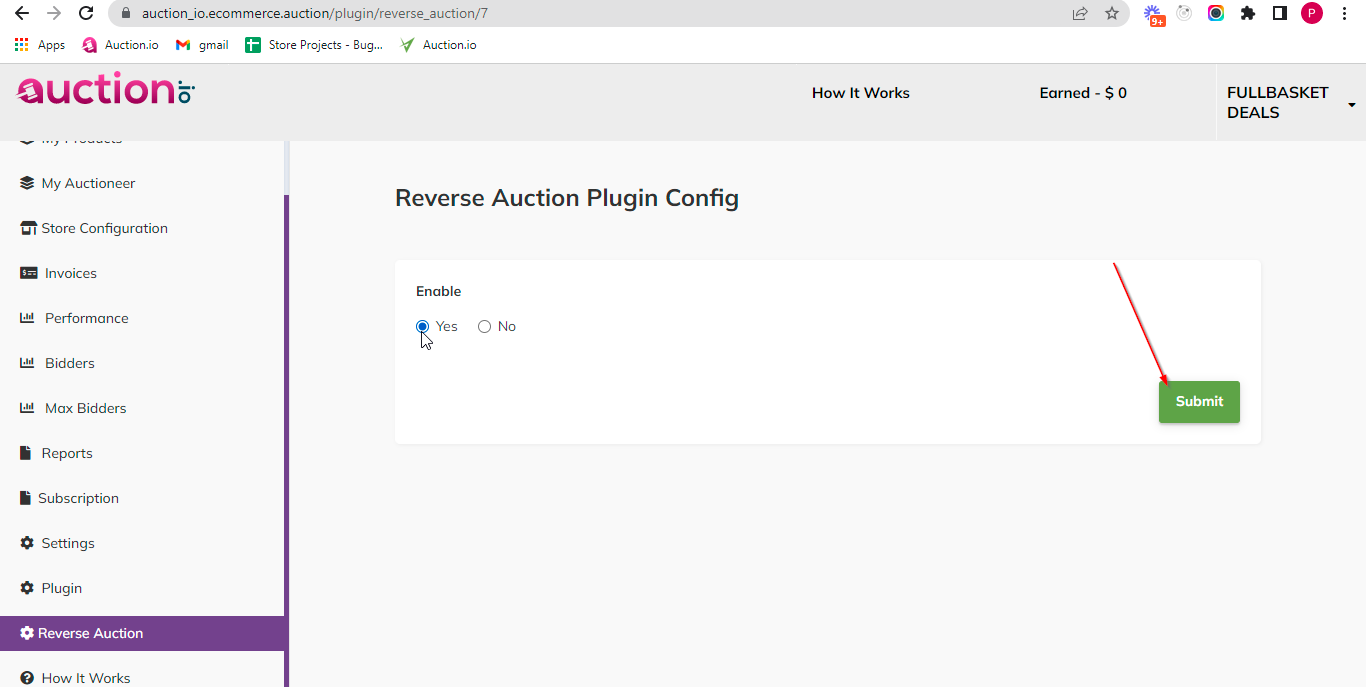 auction_io.ecommerce.auction/plugin/reverse_auction/7
9+
P
Apps
Auction.io
gmail
Store Projects - Bug...
Auction.io
auction.io
How It Works
Earned - $ 0
FULLBASKET
DEALS
My Products
My Auctioneer
Store Configuration
Invoices
Performance
Bidders
Max Bidders
Reports
Subscription
Settings
Plugin
Reverse Auction
How It Works
Reverse Auction Plugin Config
Enable
Yes No
Submit